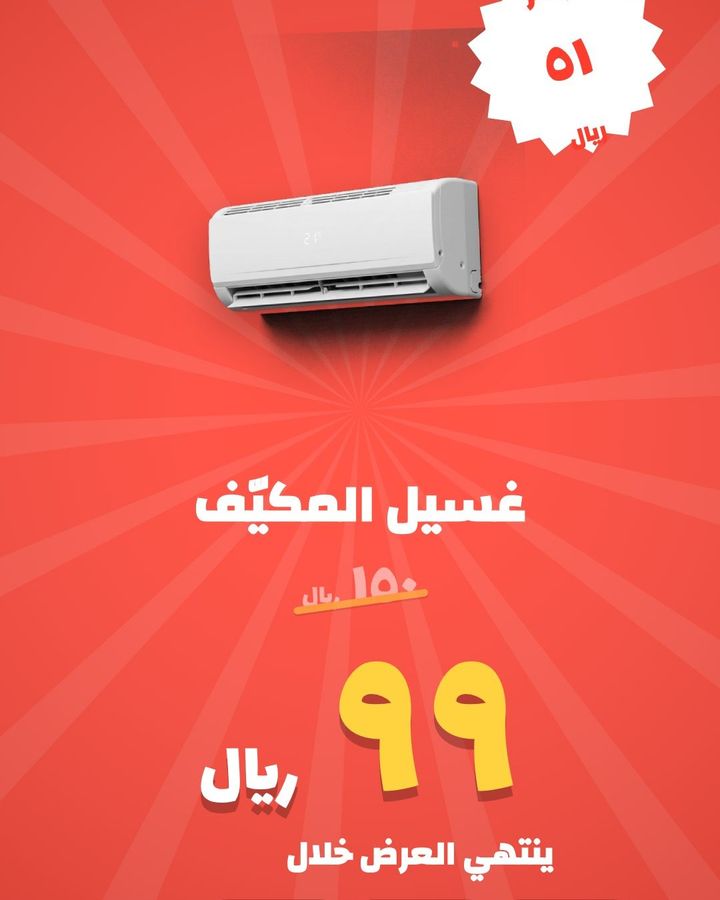 ٥١
ريال
غسيل المكيّف
١٥٠ ريال
٩٩ ريال
ينتهي العرض خلال